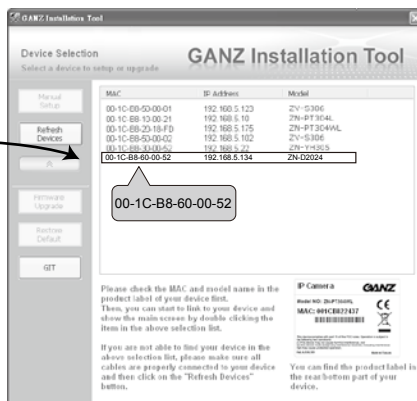 GANZ Installation Tool
Device Selection
Select a device to setup or upgrade
GANZ Installation Tool
Manual
Setup
Refresh
Devices
Firmware
Upgrade
Restore
Default
GIT
MAC IP Address Model
00-1C-B8-50-00-01 192.168.5.123 ZV-S306
00-1C-B8-10-00-21 192.168.5.10 ZN-PT304L
00-1C-B8-20-18-FD 192.168.5.175 ZN-PT304WL
00-1C-B8-50-00-02 192.168.5.102 ZV-S306
00-1C-B8-30-00-52 192.168.5.22 ZN-YH305
00-1C-B8-60-00-52 192.168.5.134 ZN-D2024
00-1C-B8-60-00-52
Please check the MAC and model name in the
product label of your device first.
Then, you can start to link to your device and
show the main screen by double clicking the
item in the above selection list.
If you are not able to find your device in the
above selection list, please make sure all
cables are properly connected to your device
and then click on the "Refresh Devices"
button.
IP Camera GANZ
Model NO: ZN-PT304WL
MAC: 001CB822437
CE
You can find the product label in
the rear/bottom part of your
device.